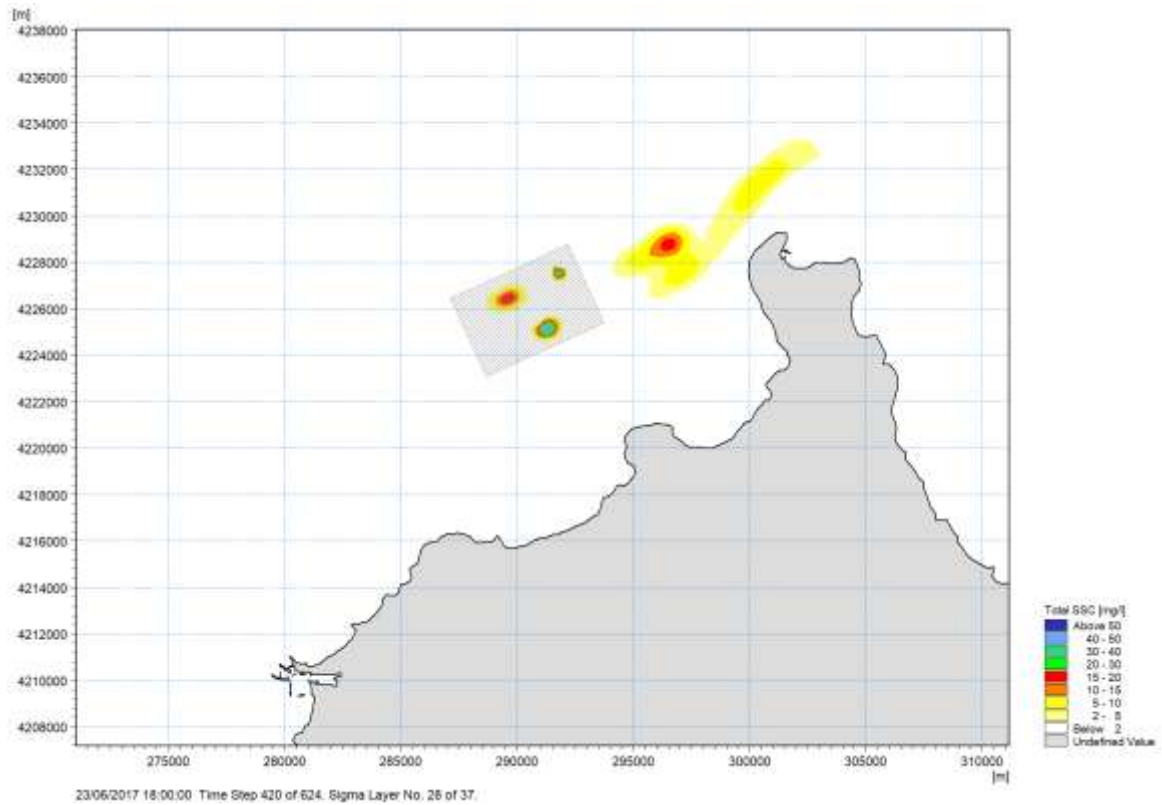 [m]
4238000
4236000
4234000
4232000
4230000
4228000
4226000
4224000
4222000
4220000
4218000
4216000
4214000
4212000
4210000
4208000
275000 280000 285000 290000 295000 300000 305000 310000
[m]
Total SSC [mg/l]
Above 50
40 - 50
30 - 40
20 - 30
15 - 20
10 - 15
5 - 10
2 - 5
Below 2
Undefined Value
23/06/2017 18:00:00 Time Step 420 of 624. Sigma Layer No. 28 of 37.